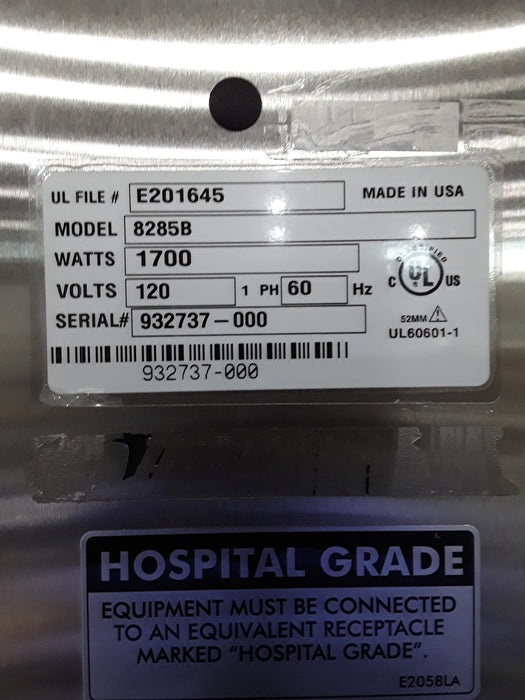 UL FILE # E201645 MADE IN USA
MODEL 8285B
WATTS 1700
VOLTS 120 1 PH 60 Hz
CERTIFIED
C UL ® US
SERIAL# 932737-000
52MM
UL60601-1
932737-000
HOSPITAL GRADE
EQUIPMENT MUST BE CONNECTED
TO AN EQUIVALENT RECEPTACLE
MARKED "HOSPITAL GRADE".
E2058LA